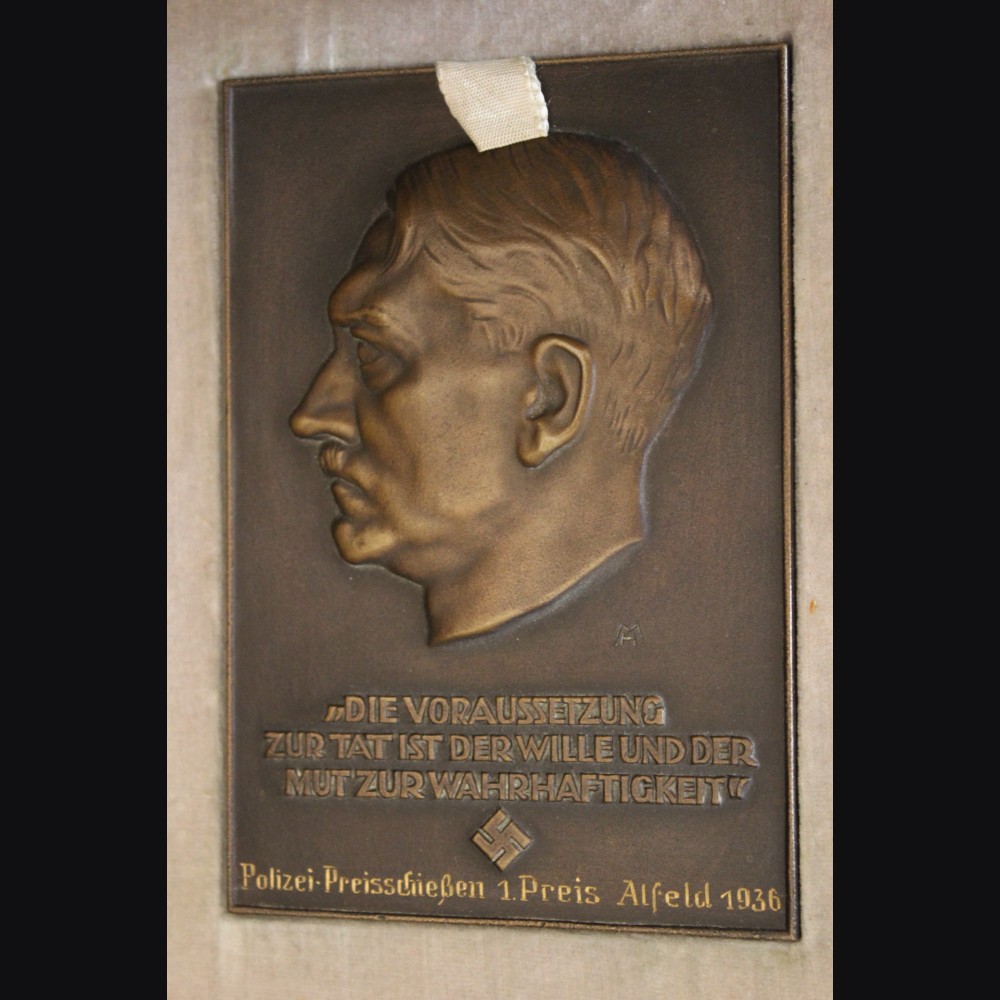 „DIE VORAUSSETZUNG
ZUR TAT IST DER WILLE UND DER
MUT ZUR WAHRHAFTIGKEIT“
Polizei-Preisschießen 1. Preis Alfeld 1936